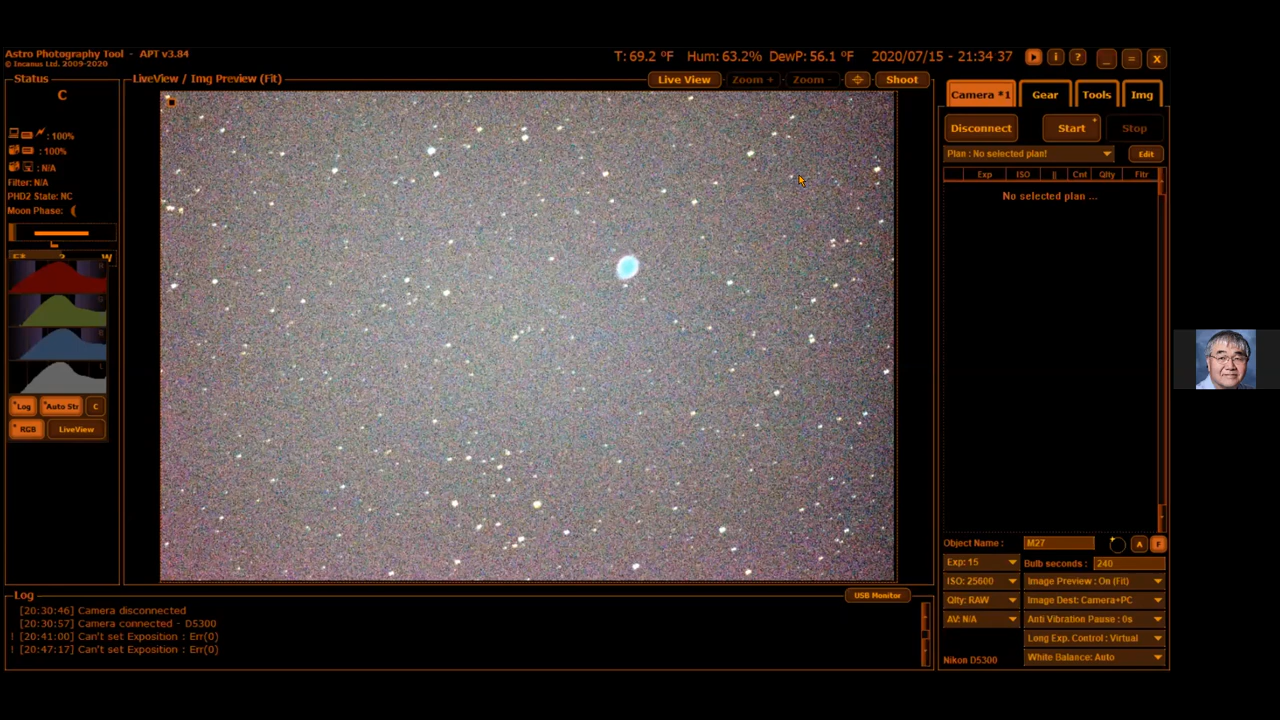 Astro Photography Tool - APT v3.84
© Incanus Ltd. 2009-2020
T: 69.2 ºF Hum: 63.2% DewP: 56.1 ºF 2020/07/15 - 21:34 37
i ? _ = x
Status
C
: 100%
: 100%
: N/A
Filter: N/A
PHD2 State: NC
Moon Phase:
R
G
B
L
Log Auto Str C
RGB LiveView
LiveView / Img Preview (Fit)
Live View Zoom + Zoom - Shoot
Camera *1 Gear Tools Img
Disconnect Start Stop
Plan : No selected plan! Edit
Exp ISO || Cnt Qlty Fltr
No selected plan ...
Object Name : M27 A F
Exp: 15 Bulb seconds : 240
ISO: 25600 Image Preview : On (Fit)
Qlty: RAW Image Dest: Camera+PC
AV: N/A Anti Vibration Pause : 0s
Long Exp. Control : Virtual
Nikon D5300 White Balance: Auto
Log USB Monitor
[20:30:46] Camera disconnected
[20:30:57] Camera connected - D5300
! [20:41:00] Can't set Exposition : Err(0)
! [20:47:17] Can't set Exposition : Err(0)